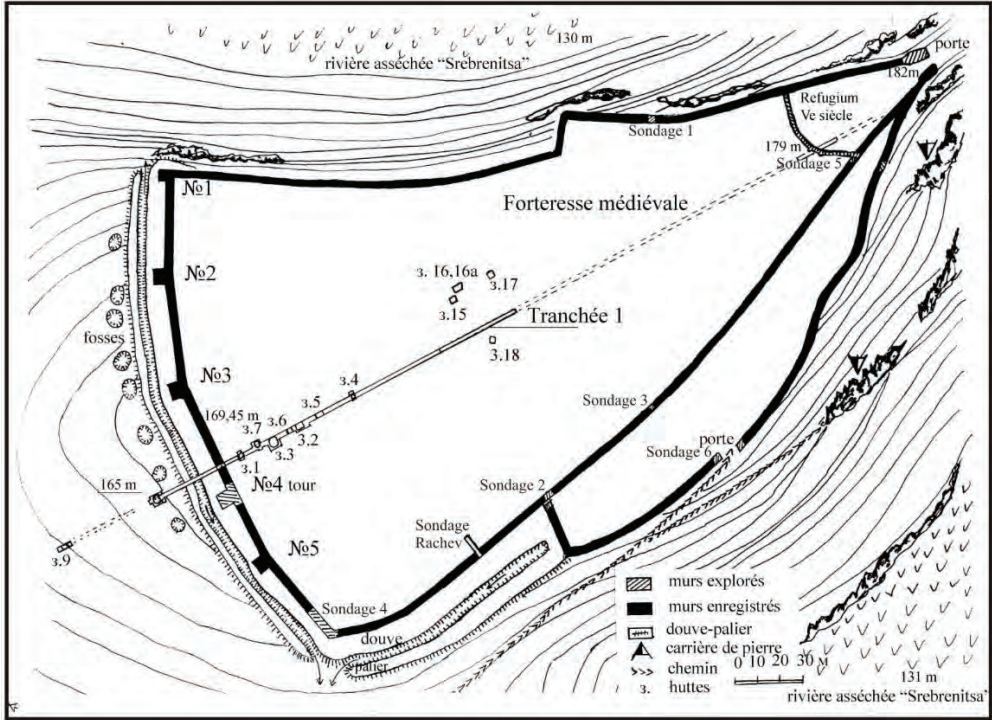 130 m
rivière asséchée “Srebrenitsa”
porte
182m
Refugium
Ve siècle
Sondage 1
179 m
Sondage 5
№1
Forteresse médiévale
№2
з. 16,16a
з.17
з.15
Tranchée 1
fosses
з.18
№3
з.4
з.5
169,45 m
з.6
з.7
з.2
з.3
з.1
Sondage 3
porte
Sondage 6
165 m
№4 tour
Sondage 2
Sondage
Rachev
з.9
№5
Sondage 4
douve
palier
murs explorés
murs enregistrés
douve-palier
carrière de pierre
chemin
з. huttes
0 10 20 30 M
131 m
rivière asséchée “Srebrenitsa”